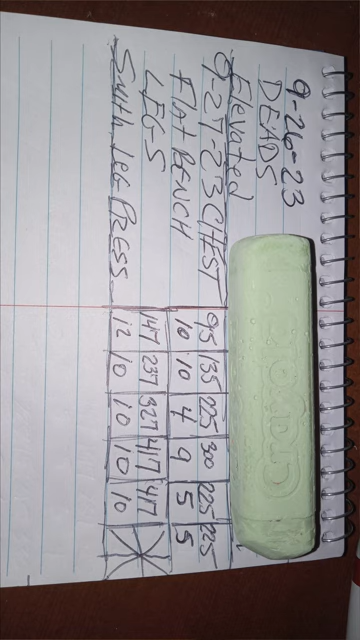 9-26-23
DEADS
Elevated
9-27-23 CHEST 95 135 225 300 225 225
FLAT BENCH 10 10 4 9 5 5
LEGS 147 237 327 417
SMITH LEG PRESS 12 10 10 10 10
Crayola